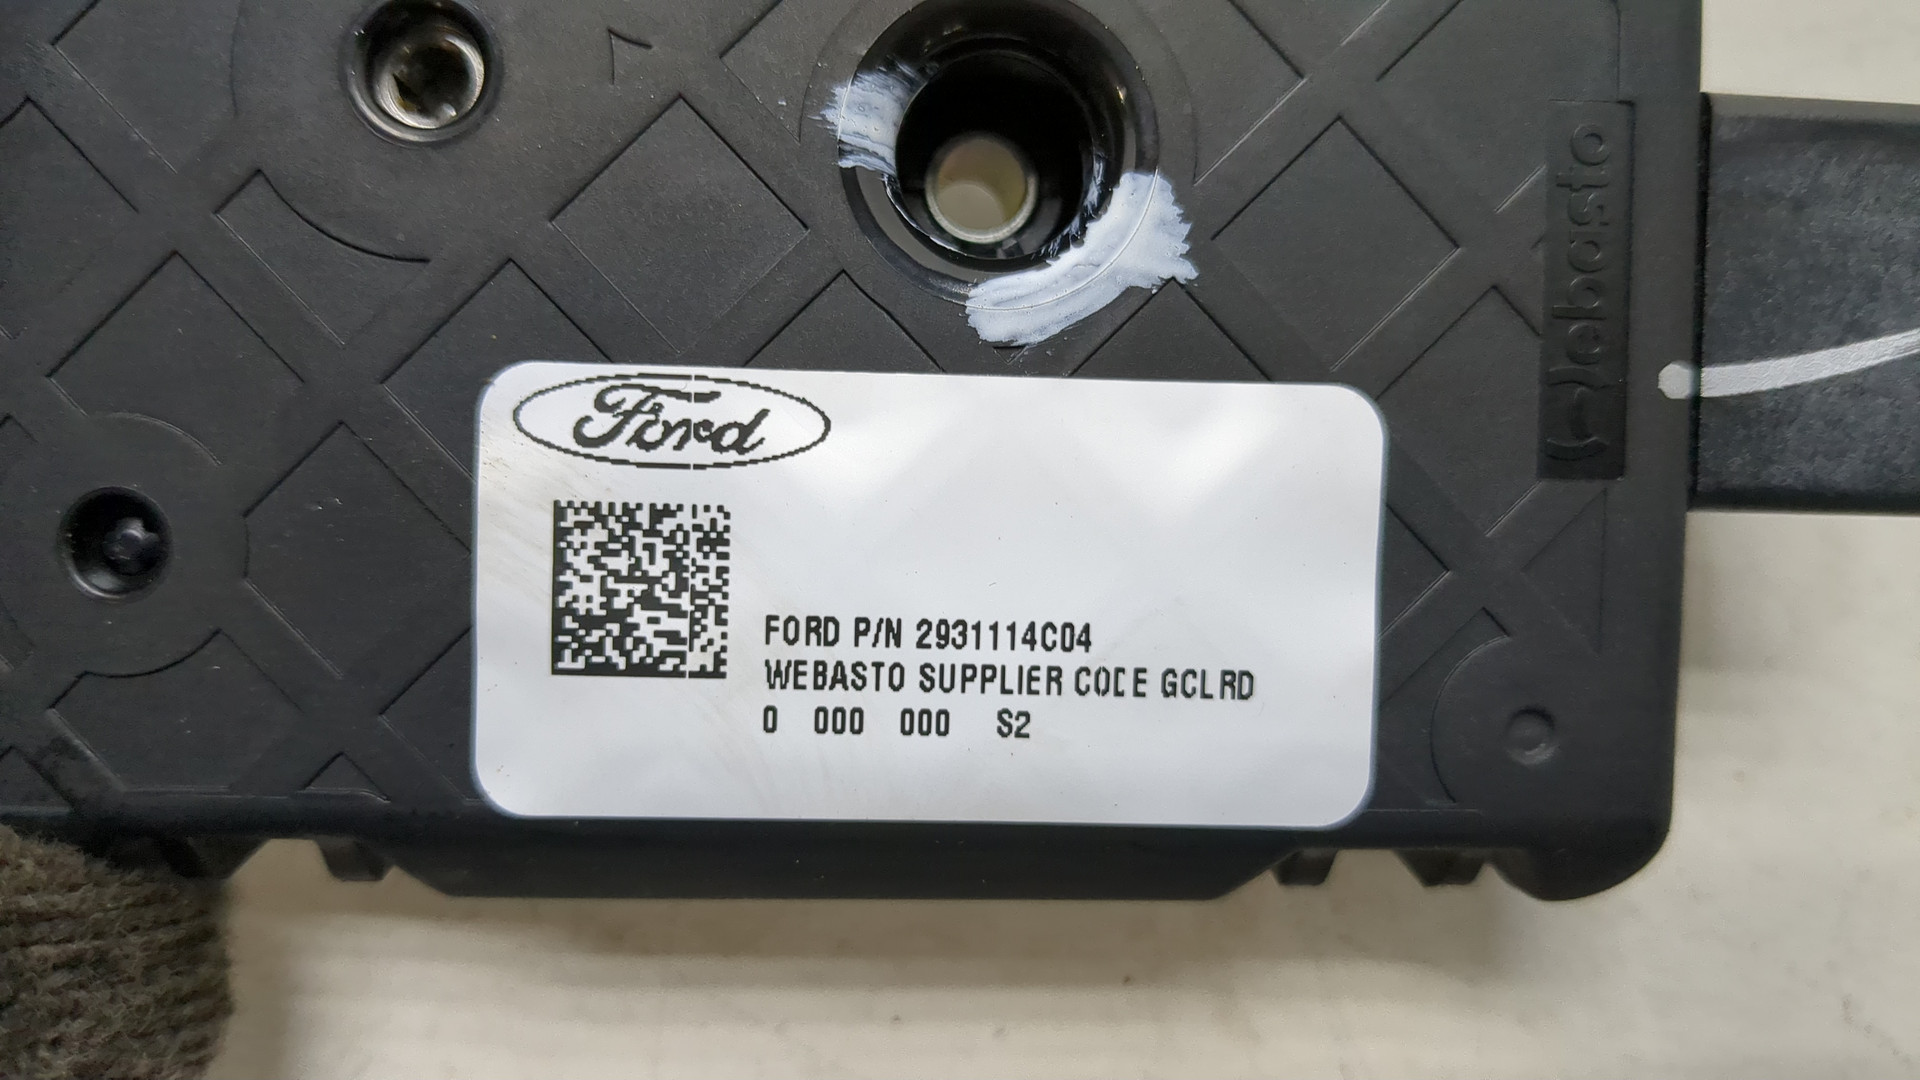 Ford
FORD P/N 2931114C04
WEBASTO SUPPLIER CODE GCLRD
0 000 000 S2
Webasto